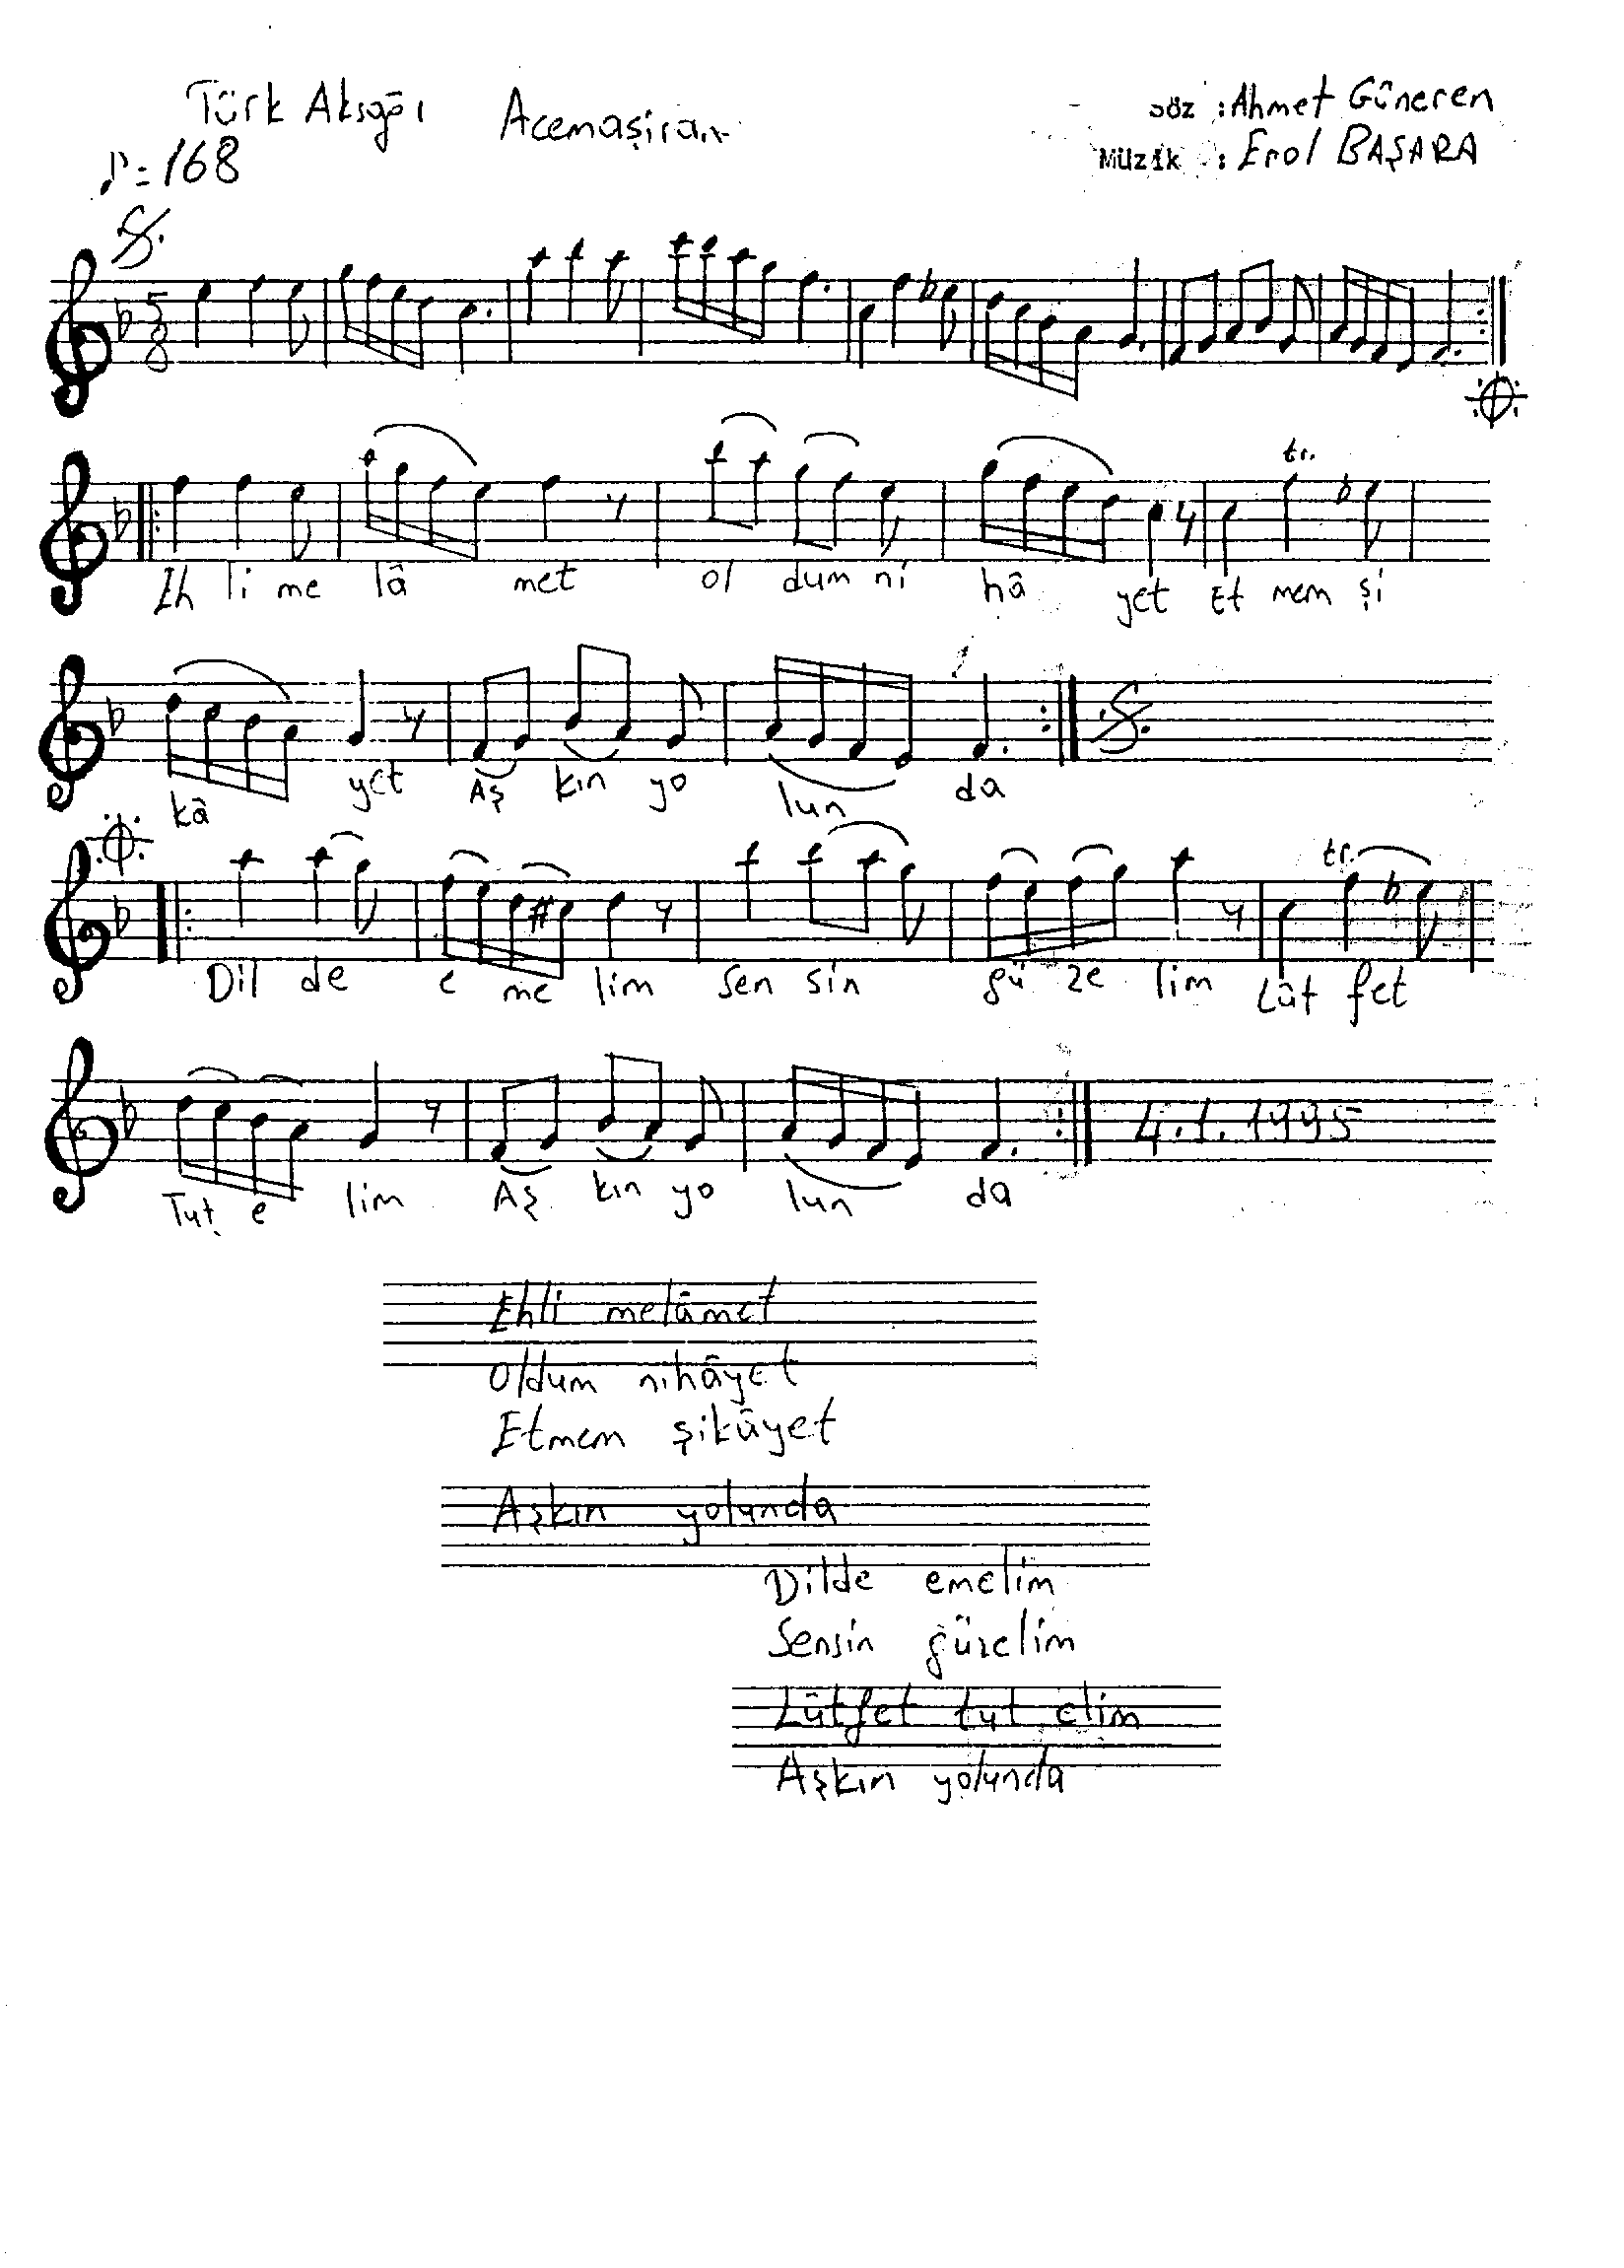 Türk Aksağı Acemaşiran söz : Ahmet Güneren
♪=168 Müzik : Erol BAŞARA
5
8
tr.
Eh li me lâ met ol dum ni hâ yet Et mem şi
kâ yet Aş kın yo lun da
tr.
Dil de e me lim Sen sin gü ze lim Lût fet
Tut e lim Aş kın yo lun da
4.1.1995
Ehli melâmet
Oldum nihâyet
Etmem şikâyet
Aşkın yolunda
Dilde emelim
Sensin güzelim
Lûtfet tut elim
Aşkın yolunda